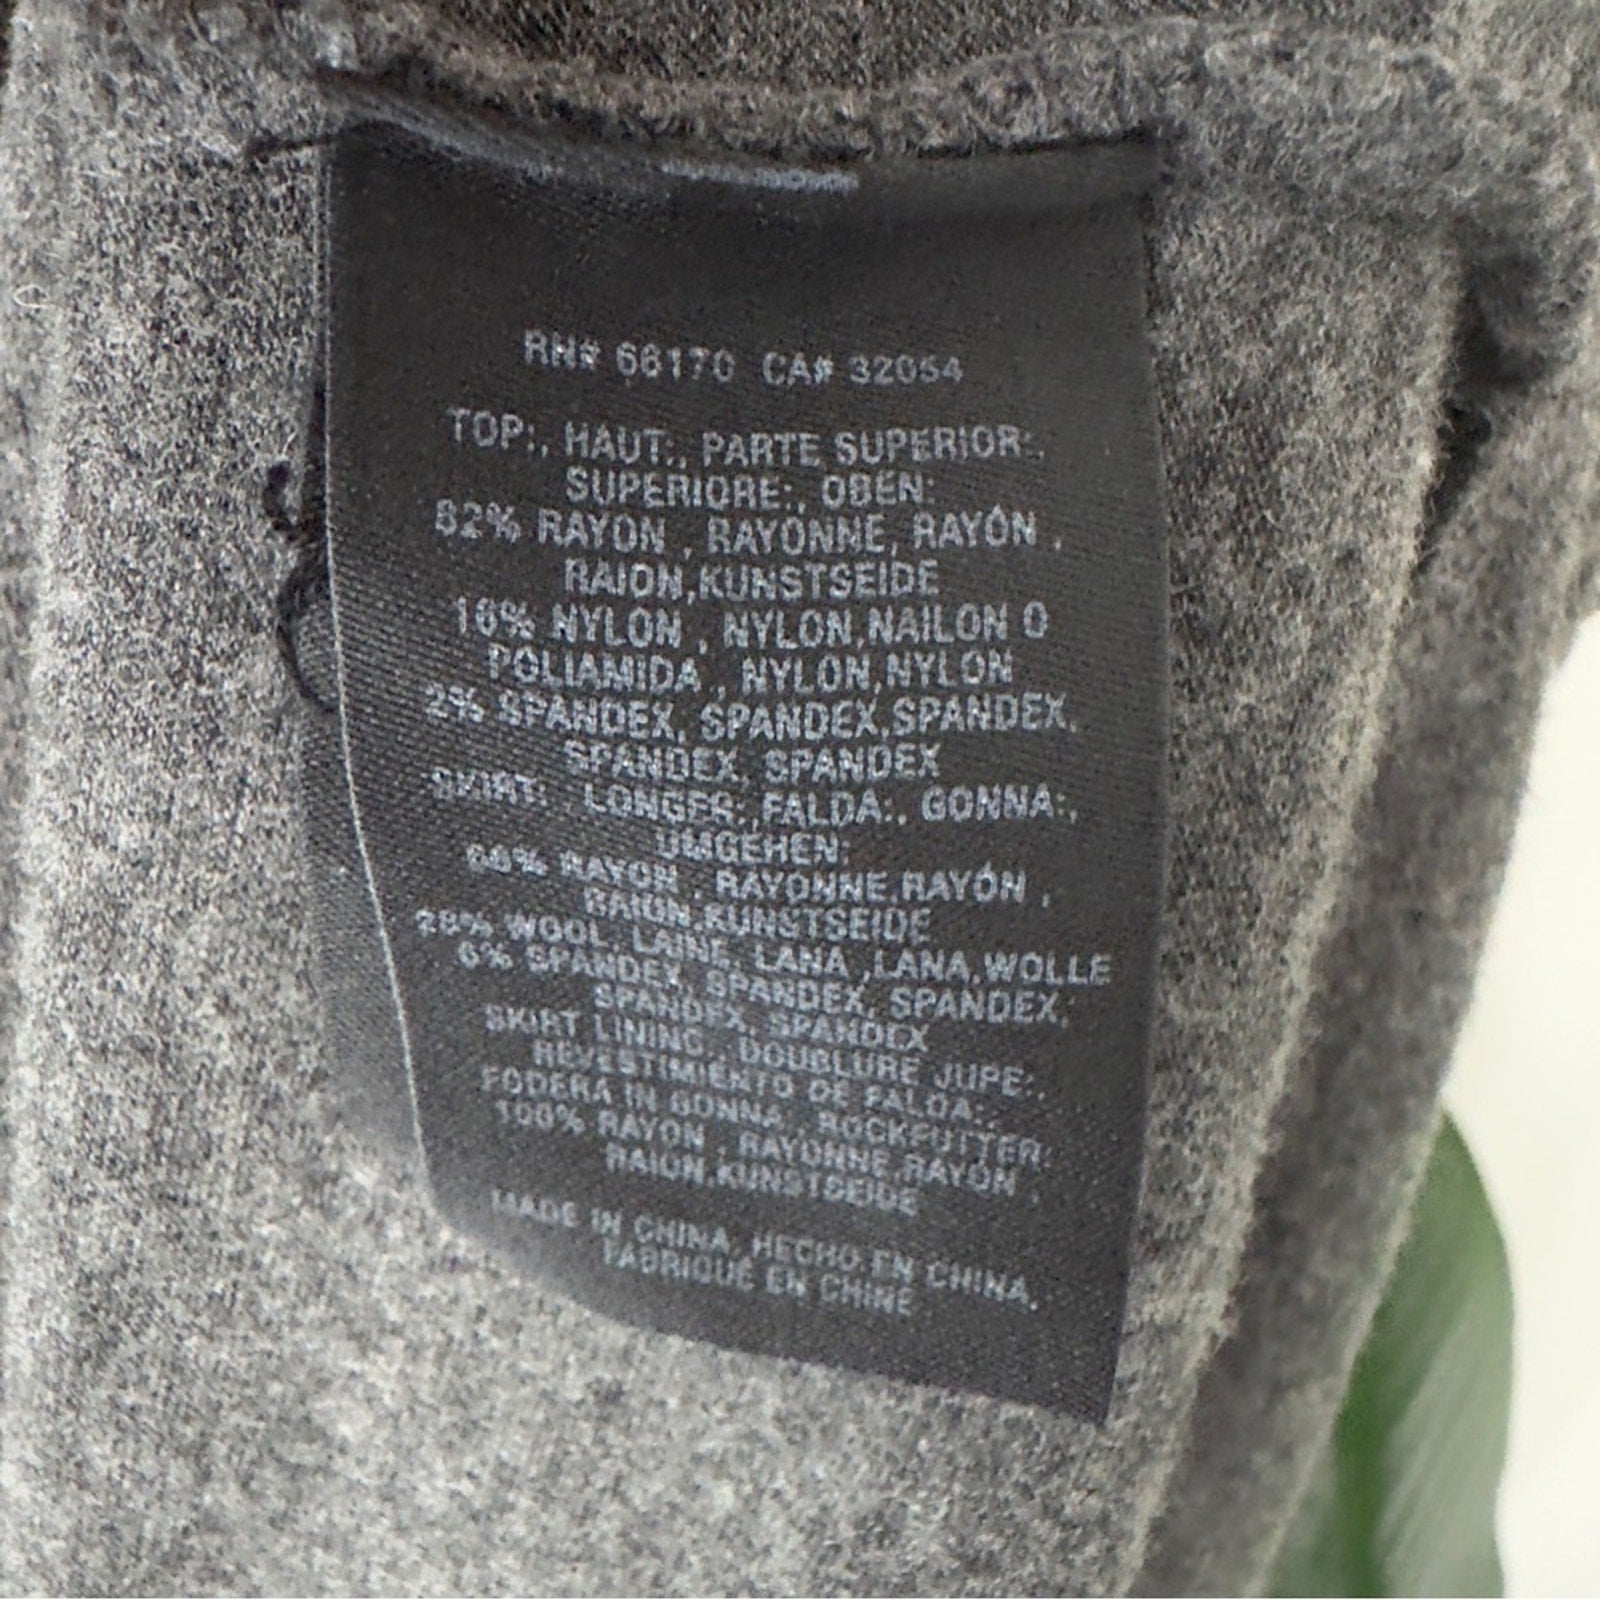 RN# 66170 CA# 32054
TOP:, HAUT:, PARTE SUPERIOR:,
SUPERIORE:, OBEN:
82% RAYON , RAYONNE, RAYÓN ,
RAION,KUNSTSEIDE
16% NYLON , NYLON,NAILON O
POLIAMIDA , NYLON,NYLON
2% SPANDEX, SPANDEX,SPANDEX,
SPANDEX, SPANDEX
SKIRT: , LONGER:,FALDA:, GONNA:,
UMGEHEN:
66% RAYON , RAYONNE,RAYÓN ,
RAION,KUNSTSEIDE
28% WOOL, LAINE, LANA ,LANA,WOLLE
6% SPANDEX, SPANDEX, SPANDEX,
SPANDEX, SPANDEX
SKIRT LINING:, DOUBLURE JUPE:,
REVESTIMIENTO DE FALDA:,
FODERA IN GONNA:, ROCKFUTTER:
100% RAYON , RAYONNE,RAYÓN ,
RAION,KUNSTSEIDE
MADE IN CHINA, HECHO EN CHINA,
FABRIQUÉ EN CHINE